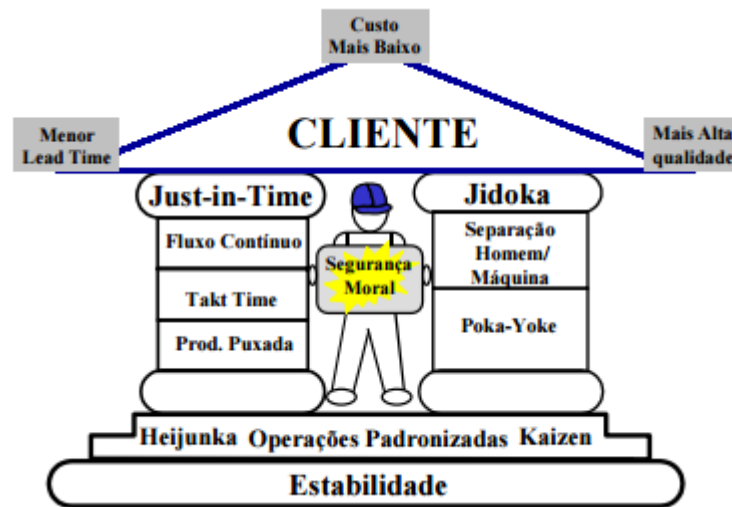 Custo
Mais Baixo
Menor
Lead Time
CLIENTE
Mais Alta
qualidade
Just-in-Time
Jidoka
Fluxo Contínuo
Takt Time
Prod. Puxada
Segurança
Moral
Separação
Homem/
Máquina
Poka-Yoke
Heijunka Operações Padronizadas Kaizen
Estabilidade